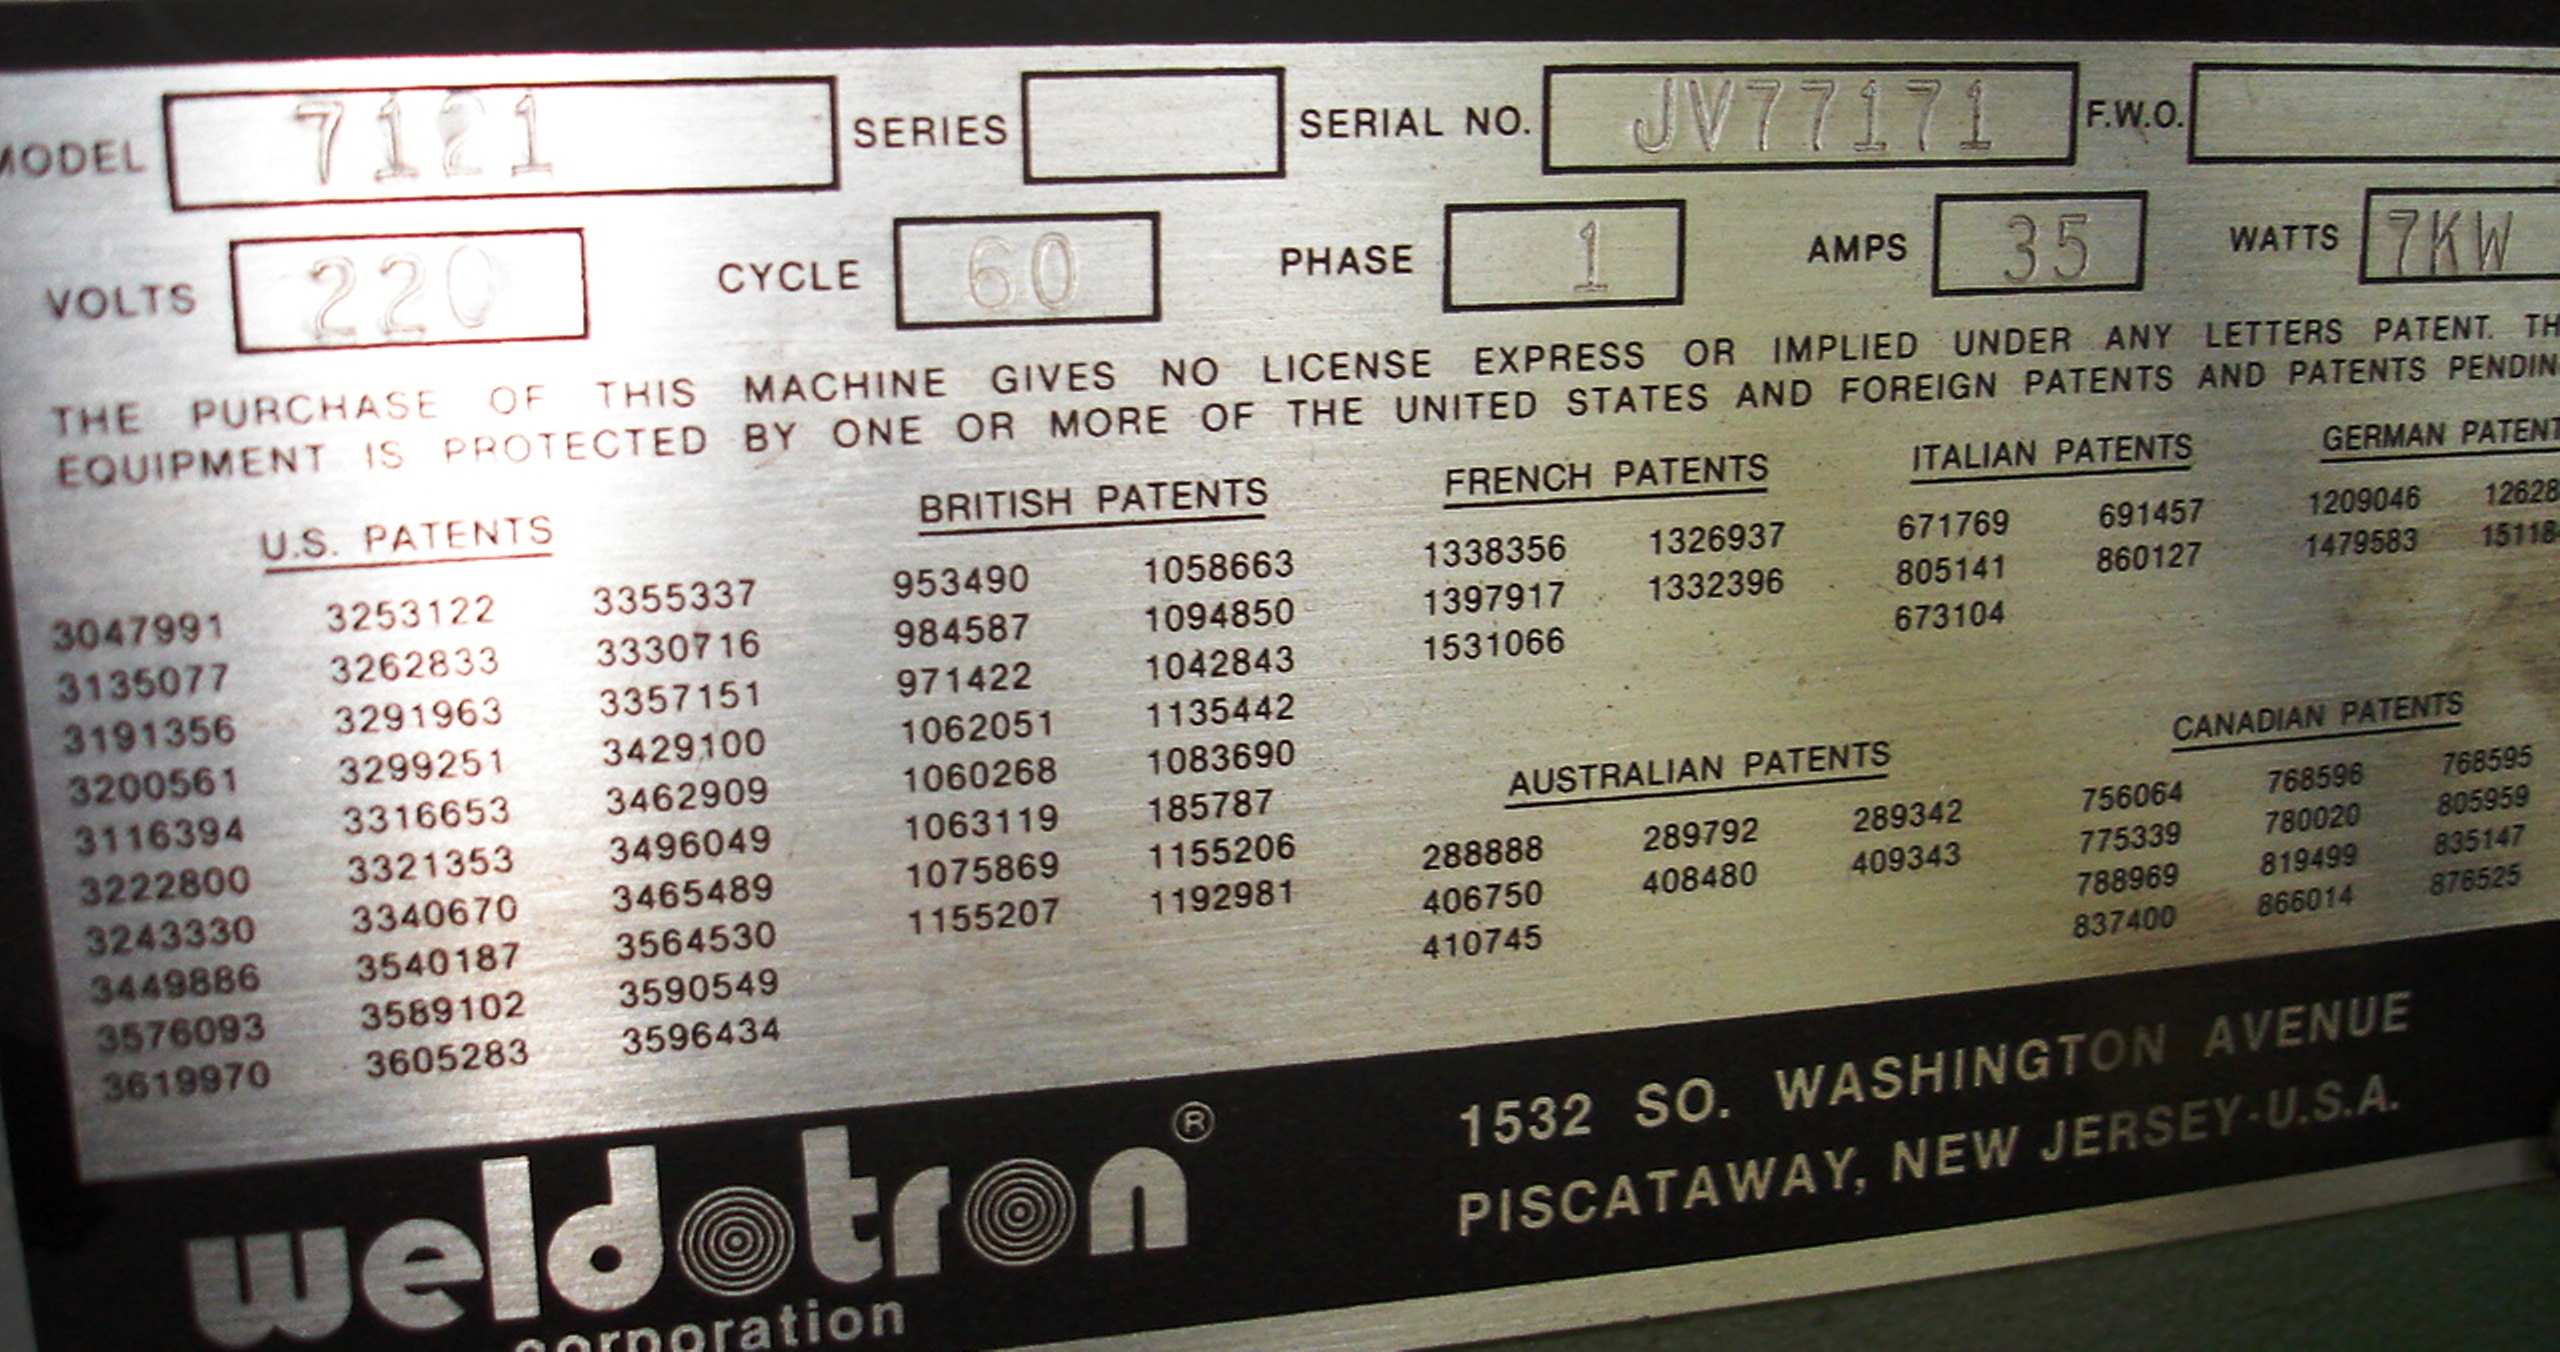 MODEL 7121 SERIES SERIAL NO. JV77171 F.W.O.
VOLTS 220 CYCLE 60 PHASE 1 AMPS 35 WATTS 7KW
THE PURCHASE OF THIS MACHINE GIVES NO LICENSE EXPRESS OR IMPLIED UNDER ANY LETTERS PATENT. TH
EQUIPMENT IS PROTECTED BY ONE OR MORE OF THE UNITED STATES AND FOREIGN PATENTS AND PATENTS PENDIN
U.S. PATENTS
3047991 3253122 3355337
3135077 3262833 3330716
3191356 3291963 3357151
3200561 3299251 3429100
3116394 3316653 3462909
3222800 3321353 3496049
3243330 3340670 3465489
3449886 3540187 3564530
3576093 3589102 3590549
3619970 3605283 3596434
BRITISH PATENTS
953490 1058663
984587 1094850
971422 1042843
1062051 1135442
1060268 1083690
1063119 185787
1075869 1155206
1155207 1192981
FRENCH PATENTS
1338356 1326937
1397917 1332396
1531066
ITALIAN PATENTS
671769 691457
805141 860127
673104
GERMAN PATENT
1209046 12628
1479583 15118
AUSTRALIAN PATENTS
288888 289792 289342
406750 408480 409343
410745
CANADIAN PATENTS
756064 768596 768595
775339 780020 805959
788969 819499 835147
837400 866014 876525
weldotron ®
corporation
1532 SO. WASHINGTON AVENUE
PISCATAWAY, NEW JERSEY-U.S.A.